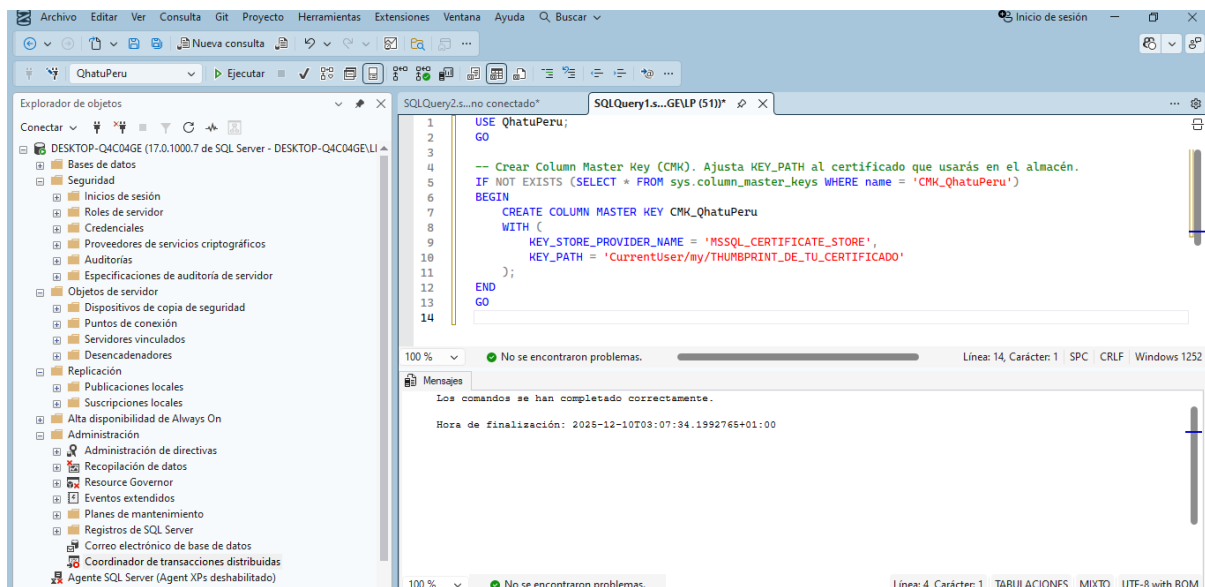 Archivo Editar Ver Consulta Git Proyecto Herramientas Extensiones Ventana Ayuda Buscar Inicio de sesión
Nueva consulta
QhatuPeru Ejecutar
Explorador de objetos
Conectar
DESKTOP-Q4C04GE (17.0.1000.7 de SQL Server - DESKTOP-Q4C04GE\LI
Bases de datos
Seguridad
Inicios de sesión
Roles de servidor
Credenciales
Proveedores de servicios criptográficos
Auditorías
Especificaciones de auditoría de servidor
Objetos de servidor
Dispositivos de copia de seguridad
Puntos de conexión
Servidores vinculados
Desencadenadores
Replicación
Publicaciones locales
Suscripciones locales
Alta disponibilidad de Always On
Administración
Administración de directivas
Recopilación de datos
Resource Governor
Eventos extendidos
Planes de mantenimiento
Registros de SQL Server
Correo electrónico de base de datos
Coordinador de transacciones distribuidas
Agente SQL Server (Agent XPs deshabilitado)
SQLQuery2.s...no conectado* SQLQuery1.s...GE\LP (51))*
1 USE QhatuPeru;
2 GO
3
4 -- Crear Column Master Key (CMK). Ajusta KEY_PATH al certificado que usarás en el almacén.
5 IF NOT EXISTS (SELECT * FROM sys.column_master_keys WHERE name = 'CMK_QhatuPeru')
6 BEGIN
7 CREATE COLUMN MASTER KEY CMK_QhatuPeru
8 WITH (
9 KEY_STORE_PROVIDER_NAME = 'MSSQL_CERTIFICATE_STORE',
10 KEY_PATH = 'CurrentUser/my/THUMBPRINT_DE_TU_CERTIFICADO'
11 );
12 END
13 GO
14
100 % No se encontraron problemas. Línea: 14, Carácter: 1 SPC CRLF Windows 1252
Mensajes
Los comandos se han completado correctamente.
Hora de finalización: 2025-12-10T03:07:34.1992765+01:00
100 % No se encontraron problemas. Línea: 4, Carácter: 1 TABULACIONES MIXTO UTF-8 with BOM